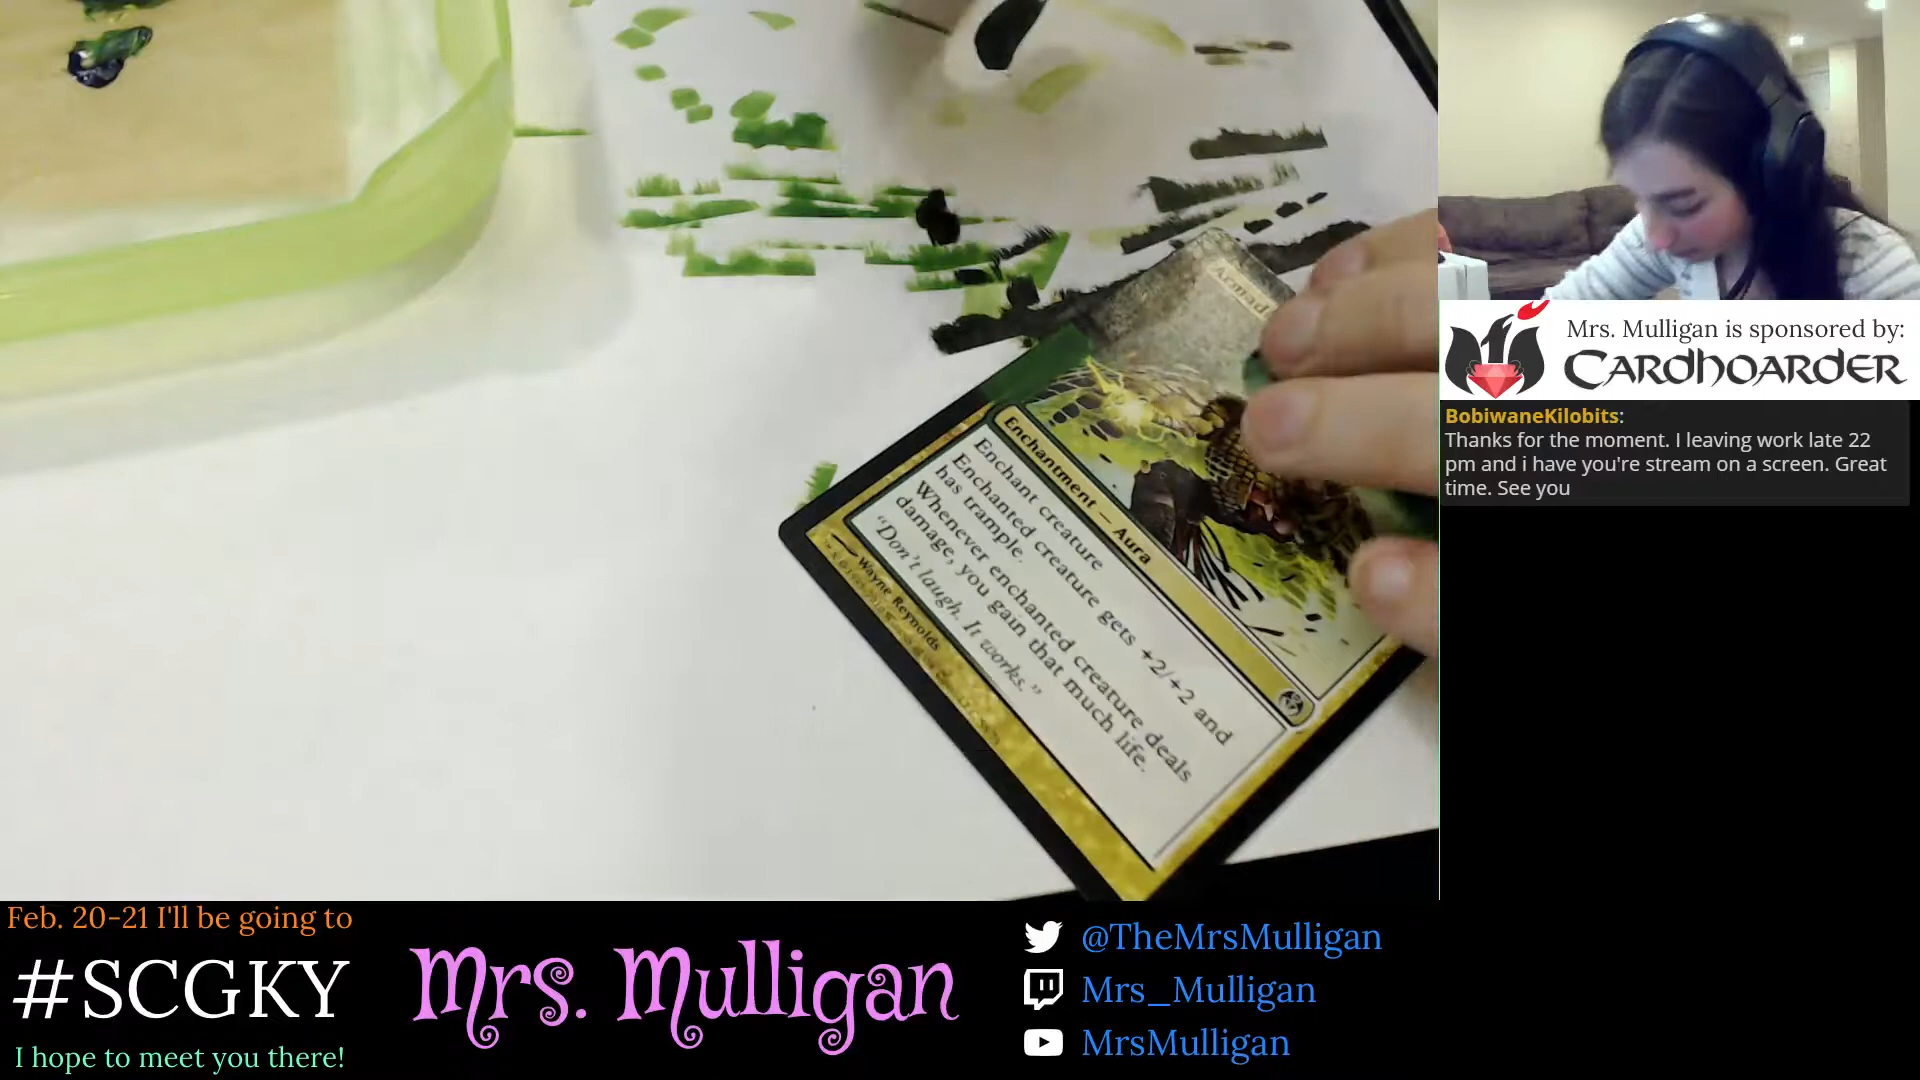 Armad
Enchantment — Aura
Enchant creature
Enchanted creature gets +2/+2 and
has trample.
Whenever enchanted creature deals
damage, you gain that much life.
“Don’t laugh. It works.”
Wayne Reynolds
Mrs. Mulligan is sponsored by:
CARDHOARDER
BobiwaneKilobits:
Thanks for the moment. I leaving work late 22
pm and i have you're stream on a screen. Great
time. See you
Feb. 20-21 I'll be going to
#SCGKY
I hope to meet you there!
Mrs. Mulligan
@TheMrsMulligan
Mrs_Mulligan
MrsMulligan